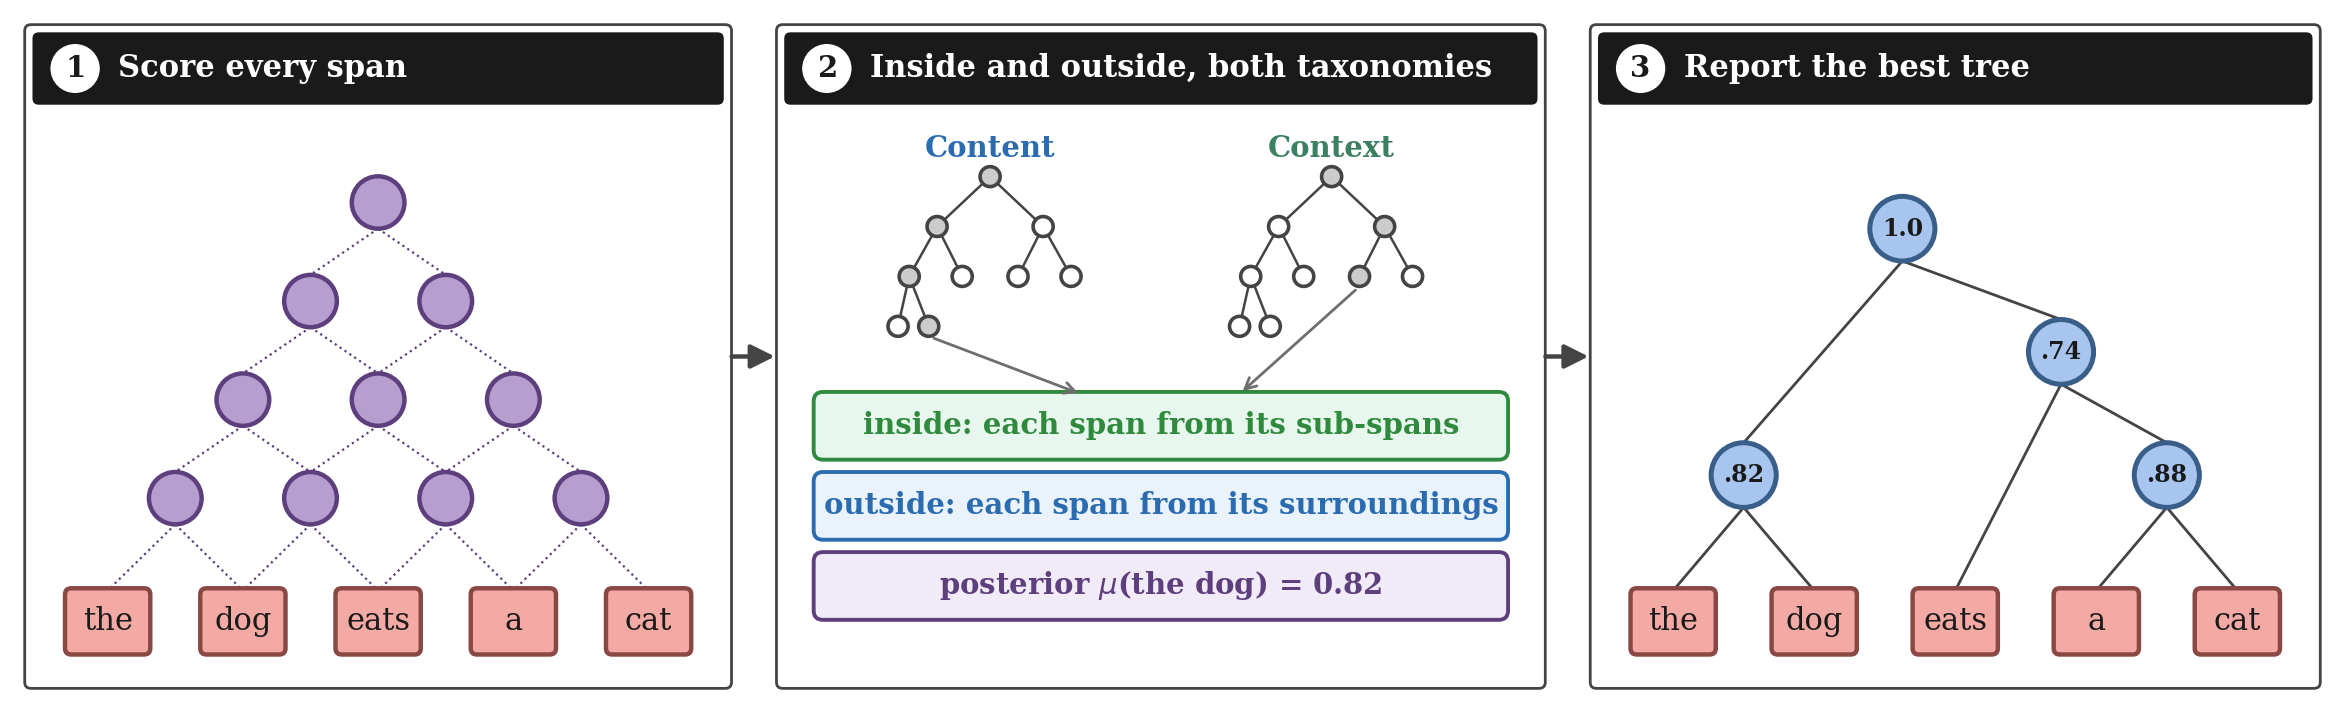 1 Score every span
the dog eats a cat
2 Inside and outside, both taxonomies
Content Context
inside: each span from its sub-spans
outside: each span from its surroundings
posterior μ(the dog) = 0.82
3 Report the best tree
1.0
.74
.82 .88
the dog eats a cat